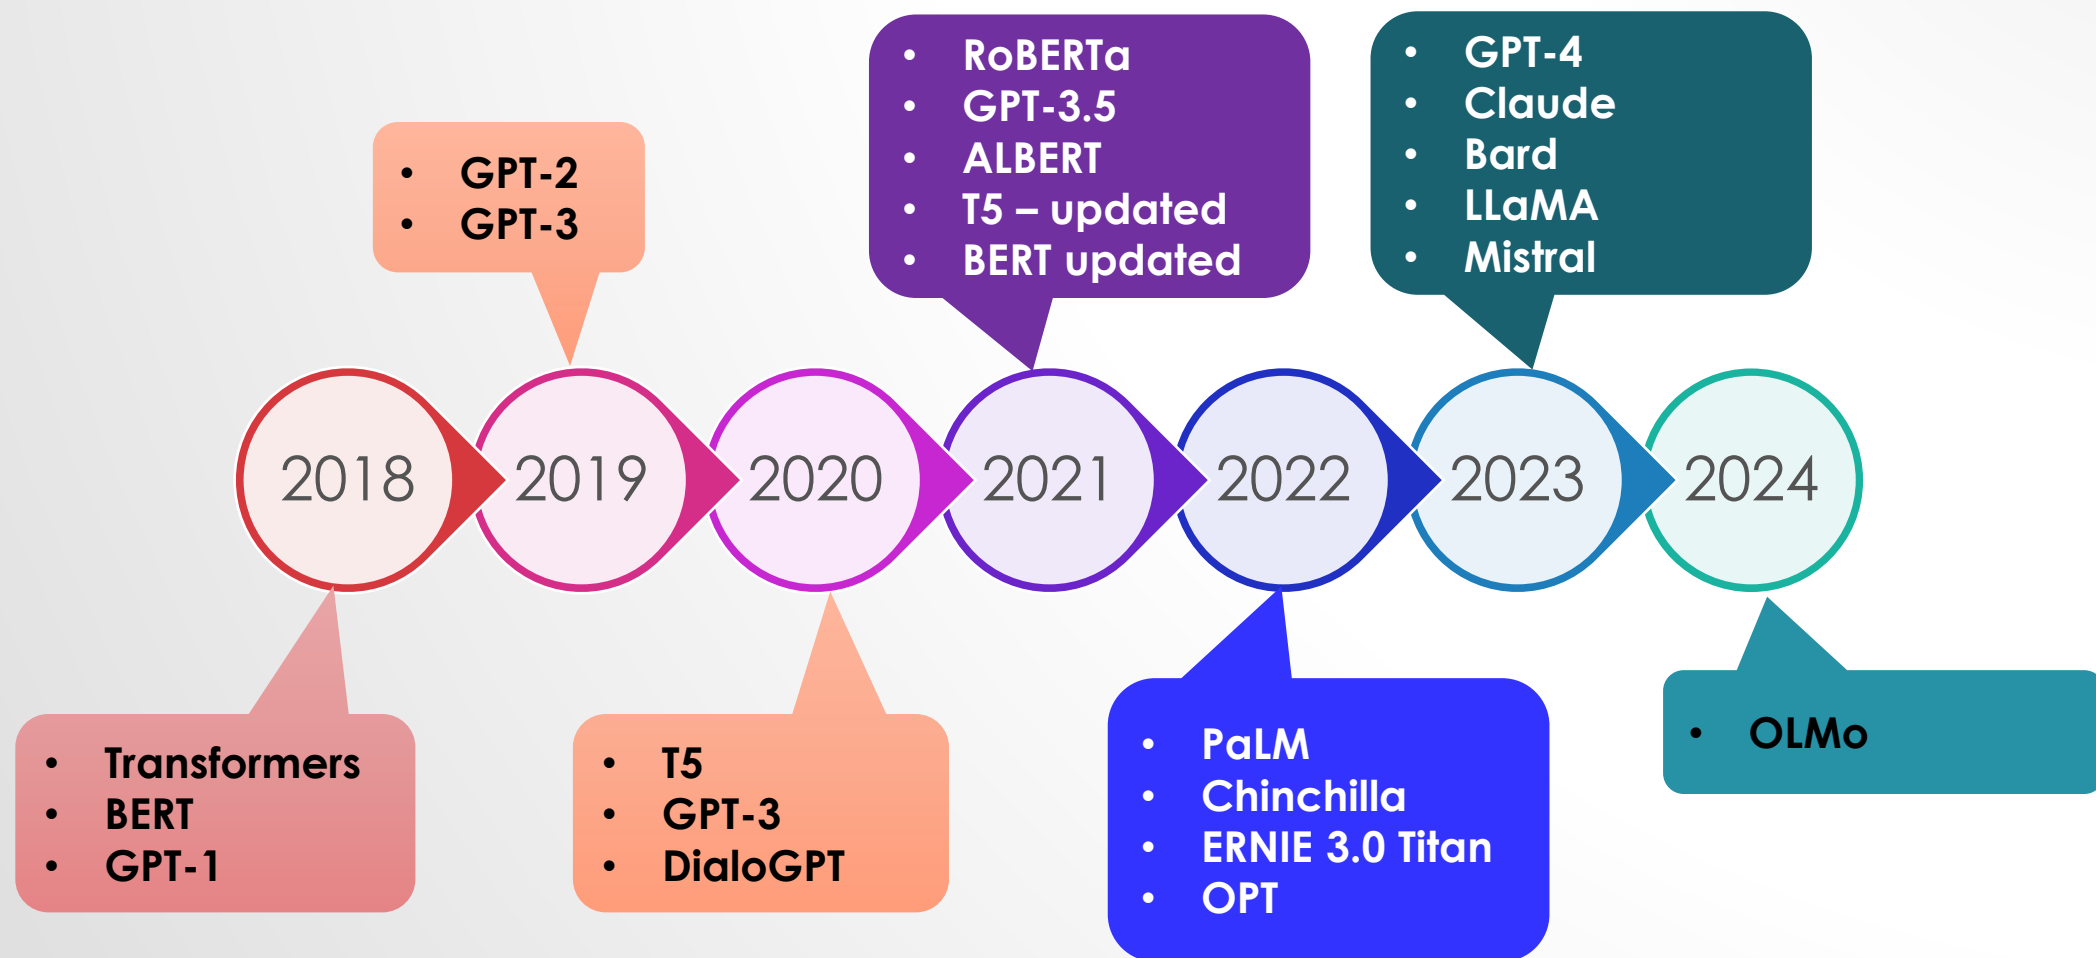 • RoBERTa
• GPT-3.5
• ALBERT
• T5 – updated
• BERT updated
• GPT-4
• Claude
• Bard
• LLaMA
• Mistral
• GPT-2
• GPT-3
2018
2019
2020
2021
2022
2023
2024
• Transformers
• BERT
• GPT-1
• T5
• GPT-3
• DialoGPT
• PaLM
• Chinchilla
• ERNIE 3.0 Titan
• OPT
• OLMo